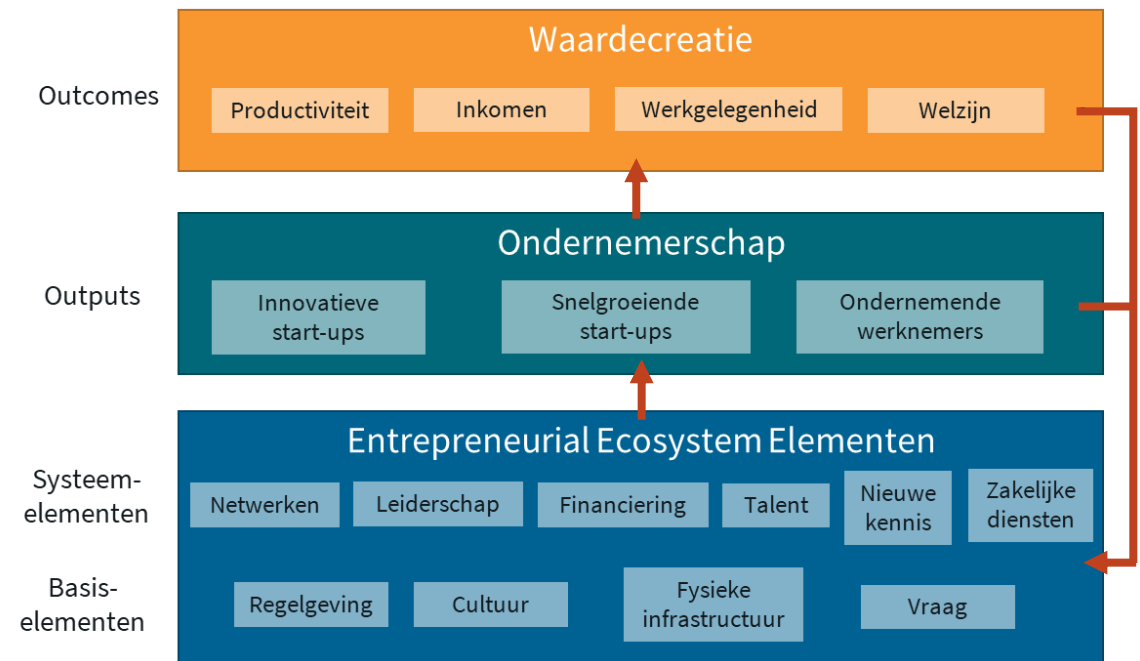 Waardecreatie
Outcomes
Productiviteit
Inkomen
Werkgelegenheid
Welzijn
Ondernemerschap
Outputs
Innovatieve
start-ups
Snelgroeiende
start-ups
Ondernemende
werknemers
Entrepreneurial Ecosystem Elementen
Systeem-
elementen
Netwerken
Leiderschap
Financiering
Talent
Nieuwe
kennis
Zakelijke
diensten
Basis-
elementen
Regelgeving
Cultuur
Fysieke
infrastructuur
Vraag